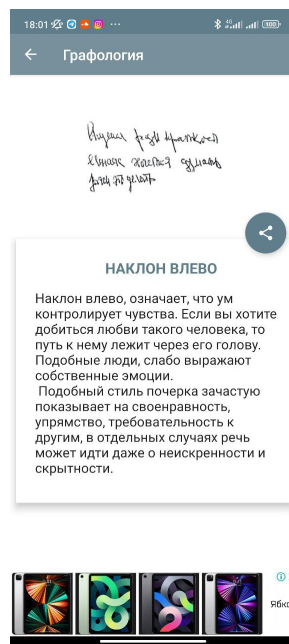 18:01
4G
100
Графология
НАКЛОН ВЛЕВО
Наклон влево, означает, что ум
контролирует чувства. Если вы хотите
добиться любви такого человека, то
путь к нему лежит через его голову.
Подобные люди, слабо выражают
собственные эмоции.
Подобный стиль почерка зачастую
показывает на своенравность,
упрямство, требовательность к
другим, в отдельных случаях речь
может идти даже о неискренности и
скрытности.